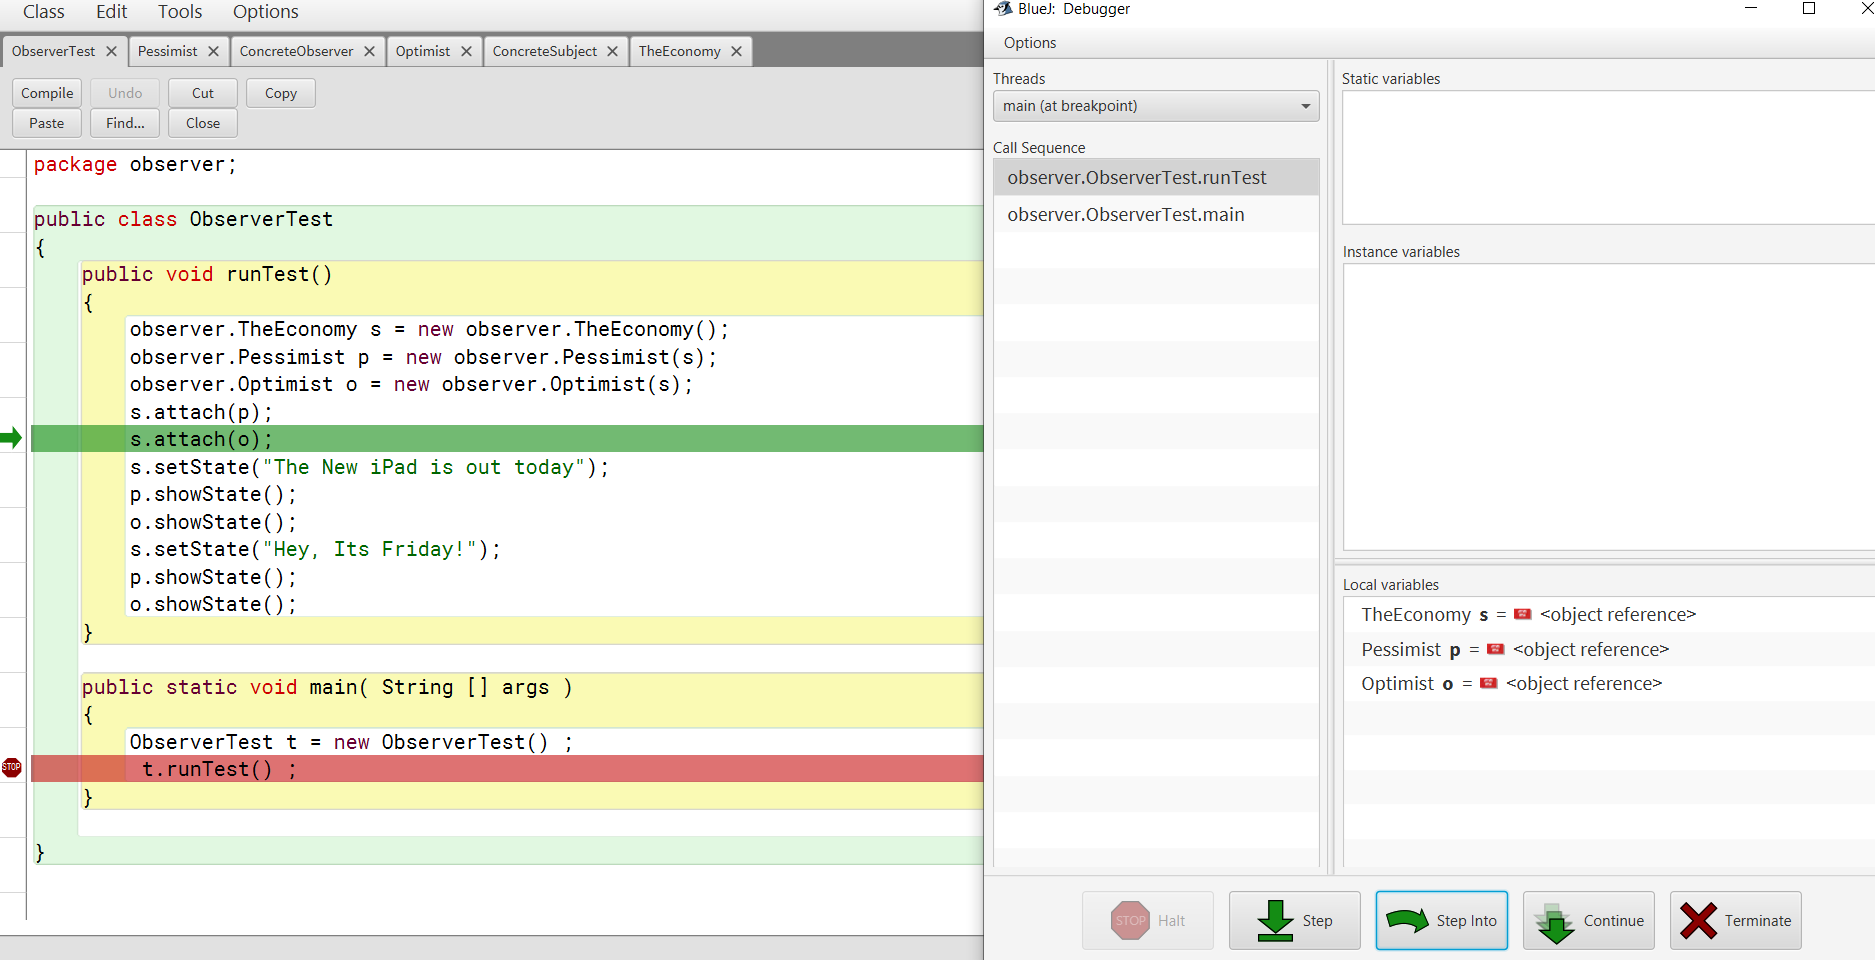 Class Edit Tools Options
ObserverTest Pessimist ConcreteObserver Optimist ConcreteSubject TheEconomy
Compile Undo Cut Copy
Paste Find... Close
package observer;
public class ObserverTest
{
public void runTest()
{
observer.TheEconomy s = new observer.TheEconomy();
observer.Pessimist p = new observer.Pessimist(s);
observer.Optimist o = new observer.Optimist(s);
s.attach(p);
s.attach(o);
s.setState("The New iPad is out today");
p.showState();
o.showState();
s.setState("Hey, Its Friday!");
p.showState();
o.showState();
}
public static void main( String [] args )
{
ObserverTest t = new ObserverTest() ;
STOP t.runTest() ;
}
}
BlueJ: Debugger
Options
Threads
main (at breakpoint)
Call Sequence
observer.ObserverTest.runTest
observer.ObserverTest.main
Static variables
Instance variables
Local variables
TheEconomy s = <object reference>
Pessimist p = <object reference>
Optimist o = <object reference>
STOP Halt Step Step Into Continue Terminate